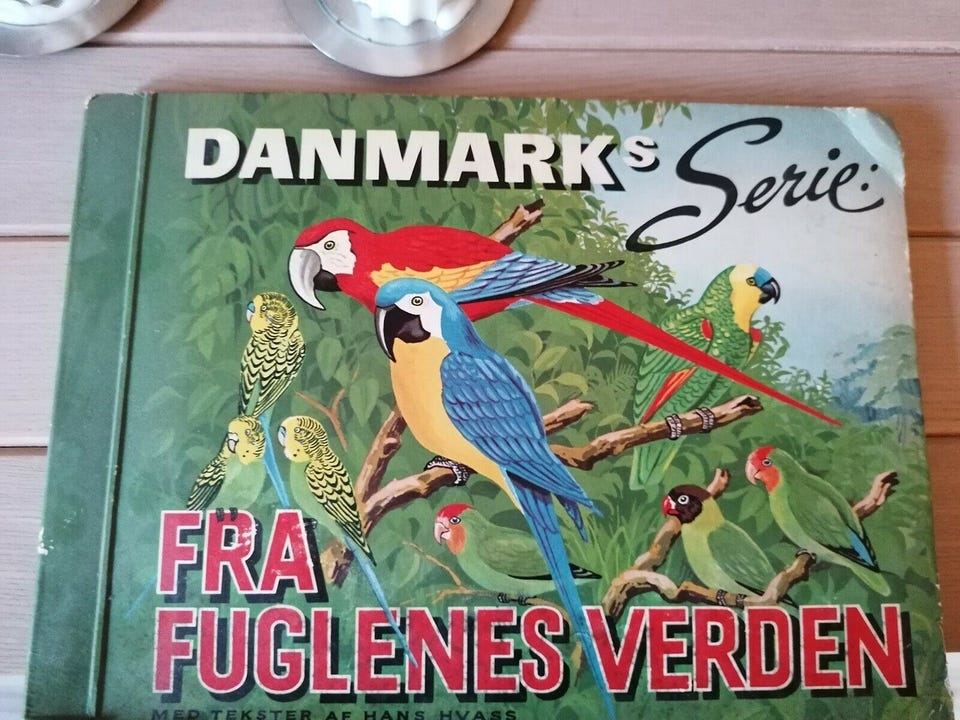 DANMARKs Serie:
FRA
FUGLENES VERDEN
MED TEKSTER AF HANS HVASS